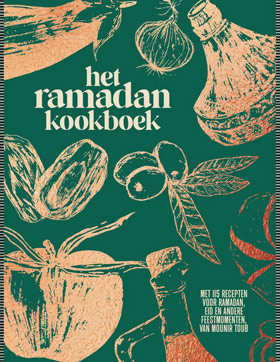 het
ramadan
kookboek
MET 115 RECEPTEN
VOOR RAMADAN,
EID EN ANDERE
FEESTMOMENTEN,
VAN MOUNIR TOUB